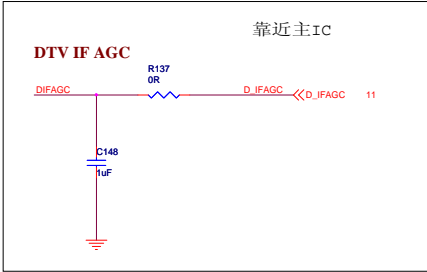 靠近主IC
DTV IF AGC
R137
0R
DIFAGC
D_IFAGC
D_IFAGC
11
C148
1uF